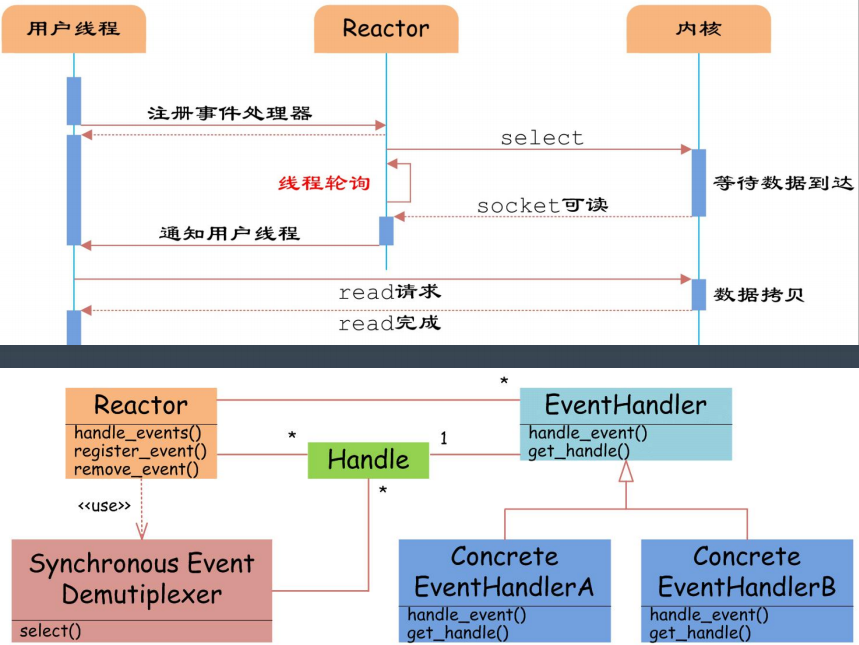 用户线程
Reactor
内核
注册事件处理器
select
线程轮询
等待数据到达
socket可读
通知用户线程
read请求
数据拷贝
read完成
*
Reactor
EventHandler
handle_events()
register_event()
remove_event()
*
1
handle_event()
get_handle()
Handle
*
<<use>>
Synchronous Event
Demutiplexer
select()
Concrete
EventHandlerA
handle_event()
get_handle()
Concrete
EventHandlerB
handle_event()
get_handle()